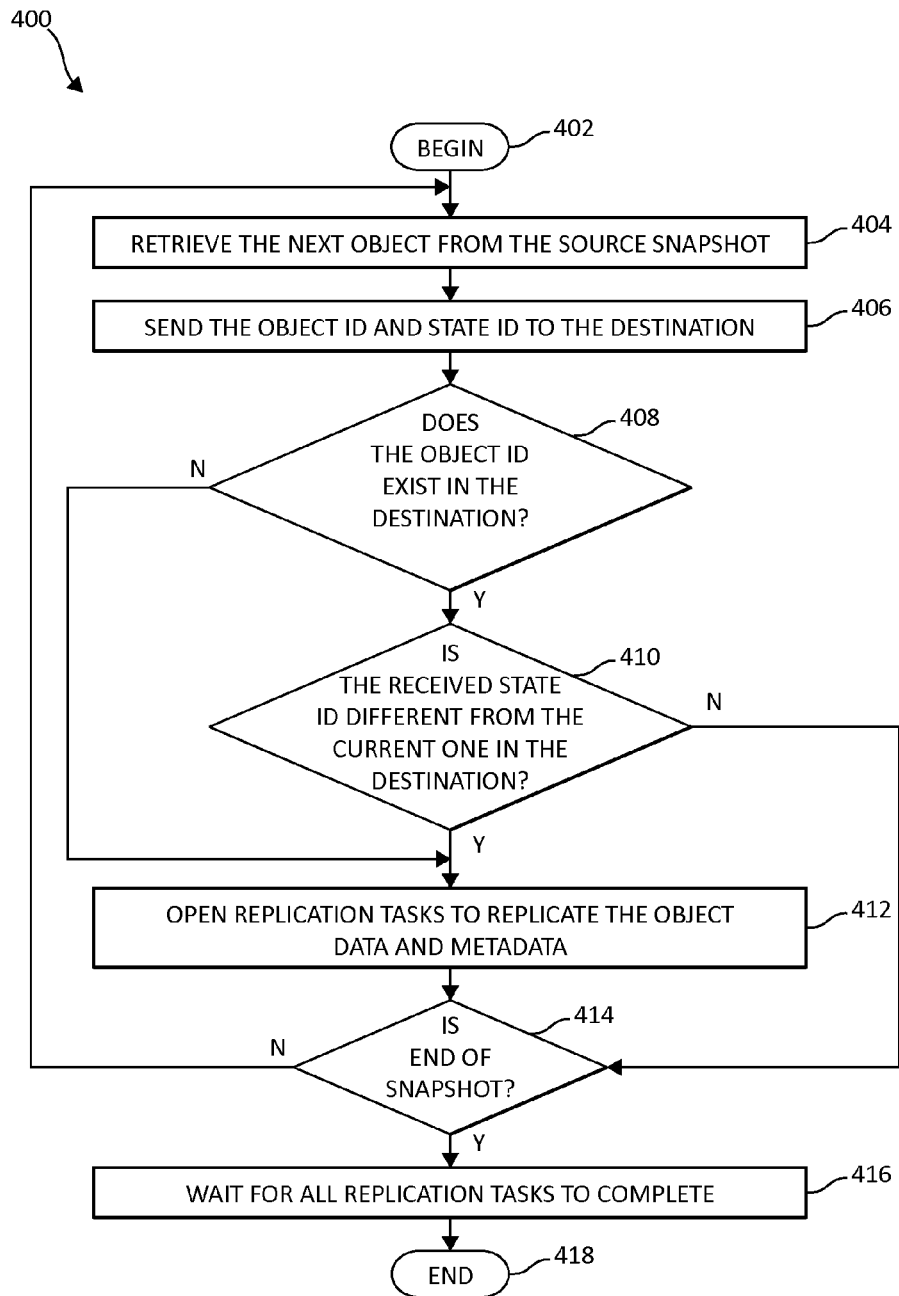 400
BEGIN
402
RETRIEVE THE NEXT OBJECT FROM THE SOURCE SNAPSHOT
404
SEND THE OBJECT ID AND STATE ID TO THE DESTINATION
406
DOES
THE OBJECT ID
EXIST IN THE
DESTINATION?
408
N
Y
IS
THE RECEIVED STATE
ID DIFFERENT FROM THE
CURRENT ONE IN THE
DESTINATION?
410
N
Y
OPEN REPLICATION TASKS TO REPLICATE THE OBJECT
DATA AND METADATA
412
IS
END OF
SNAPSHOT?
414
N
Y
WAIT FOR ALL REPLICATION TASKS TO COMPLETE
416
END
418